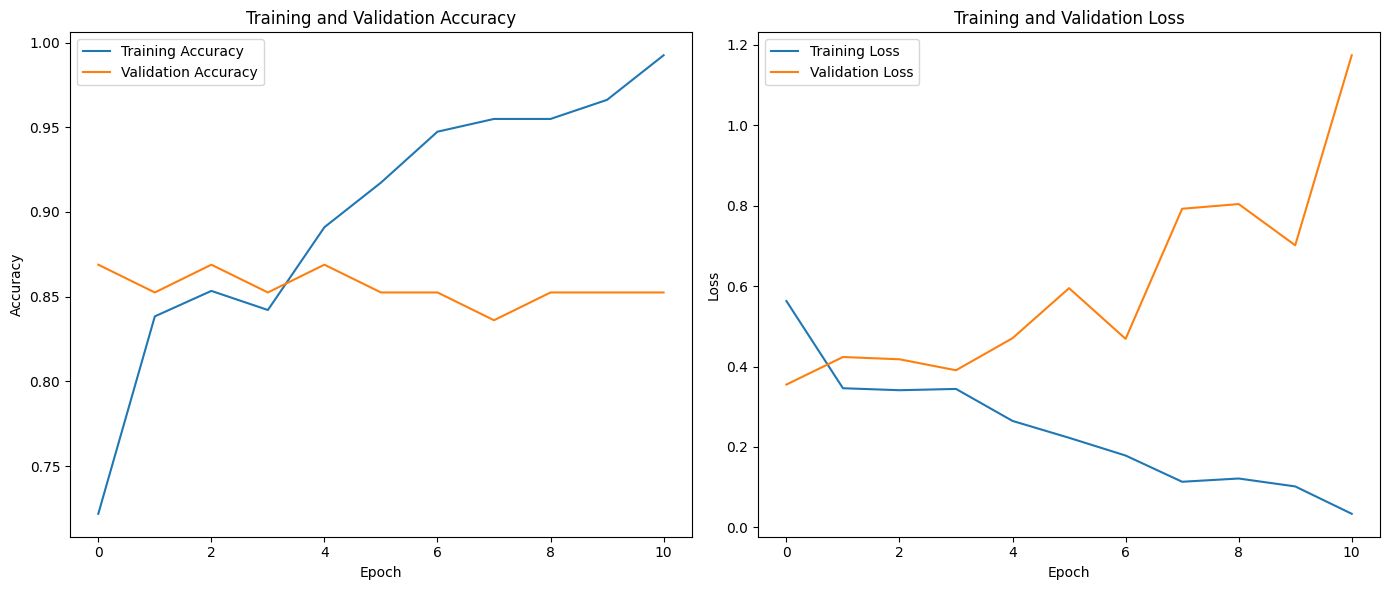 Training and Validation Accuracy
Training Accuracy
Validation Accuracy
1.00
0.95
0.90
0.85
0.80
0.75
Accuracy
0 2 4 6 8 10
Epoch
Training and Validation Loss
Training Loss
Validation Loss
1.2
1.0
0.8
0.6
0.4
0.2
0.0
Loss
0 2 4 6 8 10
Epoch